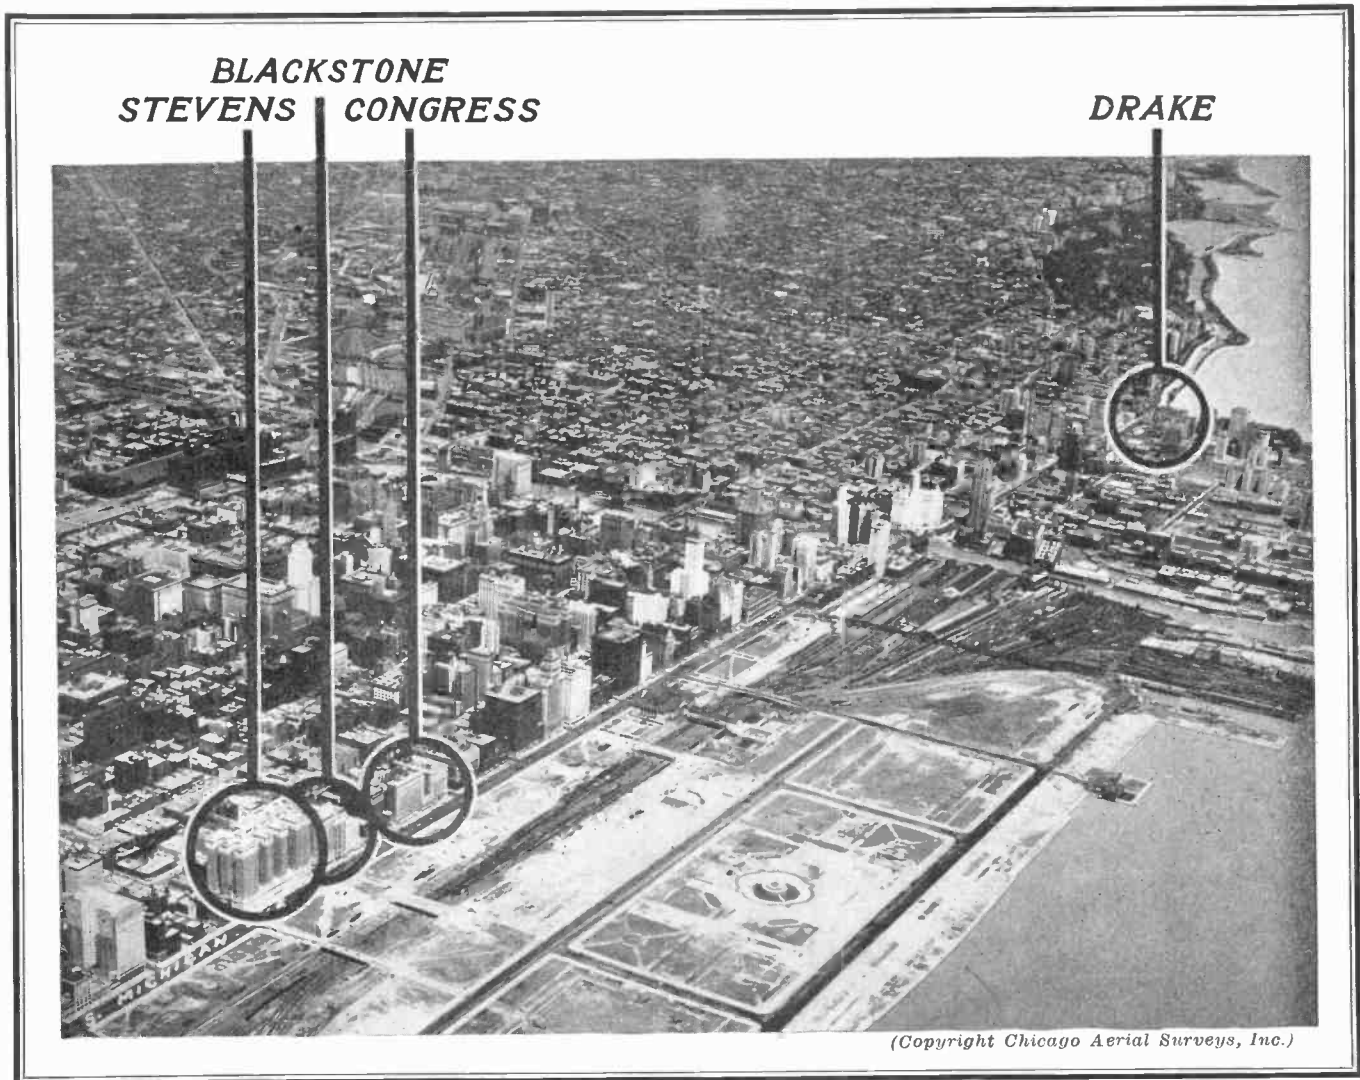 BLACKSTONE
STEVENS CONGRESS
DRAKE
S. MICHIGAN
(Copyright Chicago Aerial Surveys, Inc.)